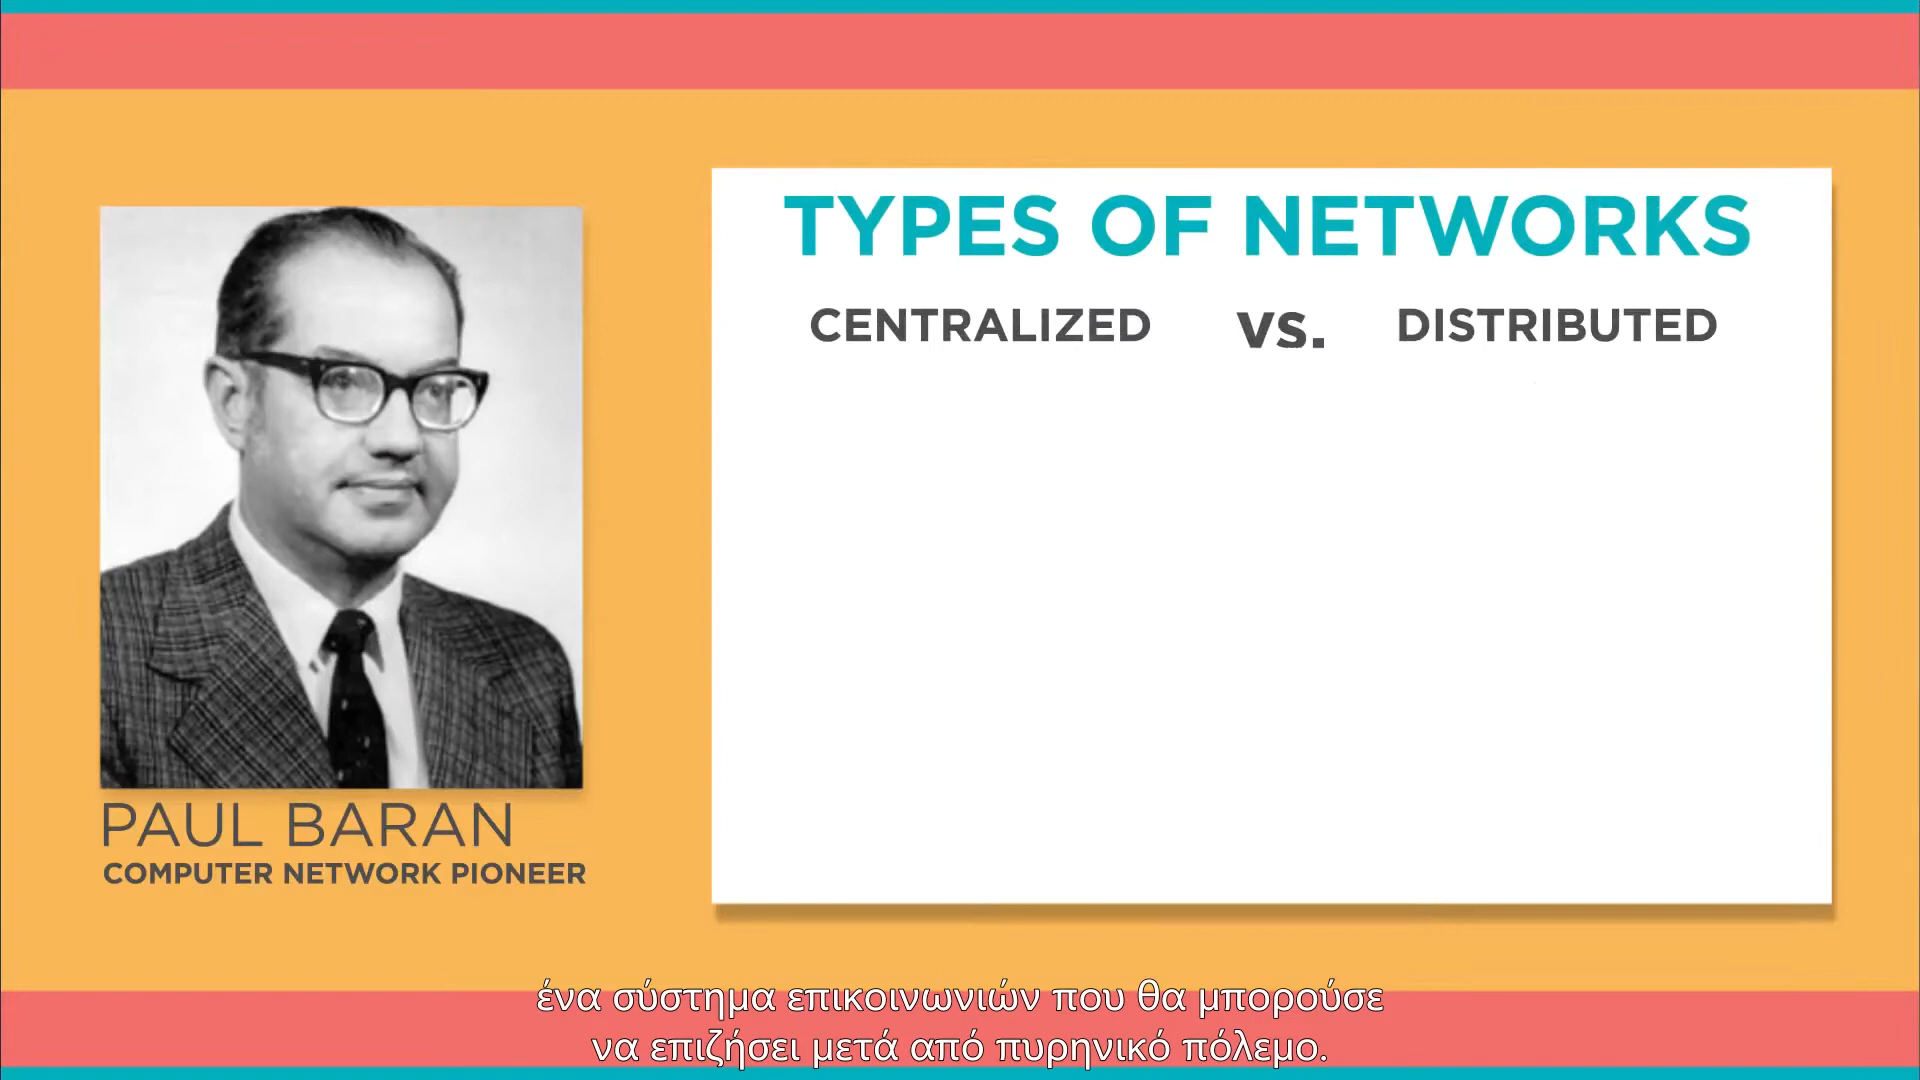 TYPES OF NETWORKS
CENTRALIZED VS. DISTRIBUTED
PAUL BARAN
COMPUTER NETWORK PIONEER
ένα σύστημα επικοινωνιών που θα μπορούσε
να επιζήσει μετά από πυρηνικό πόλεμο.